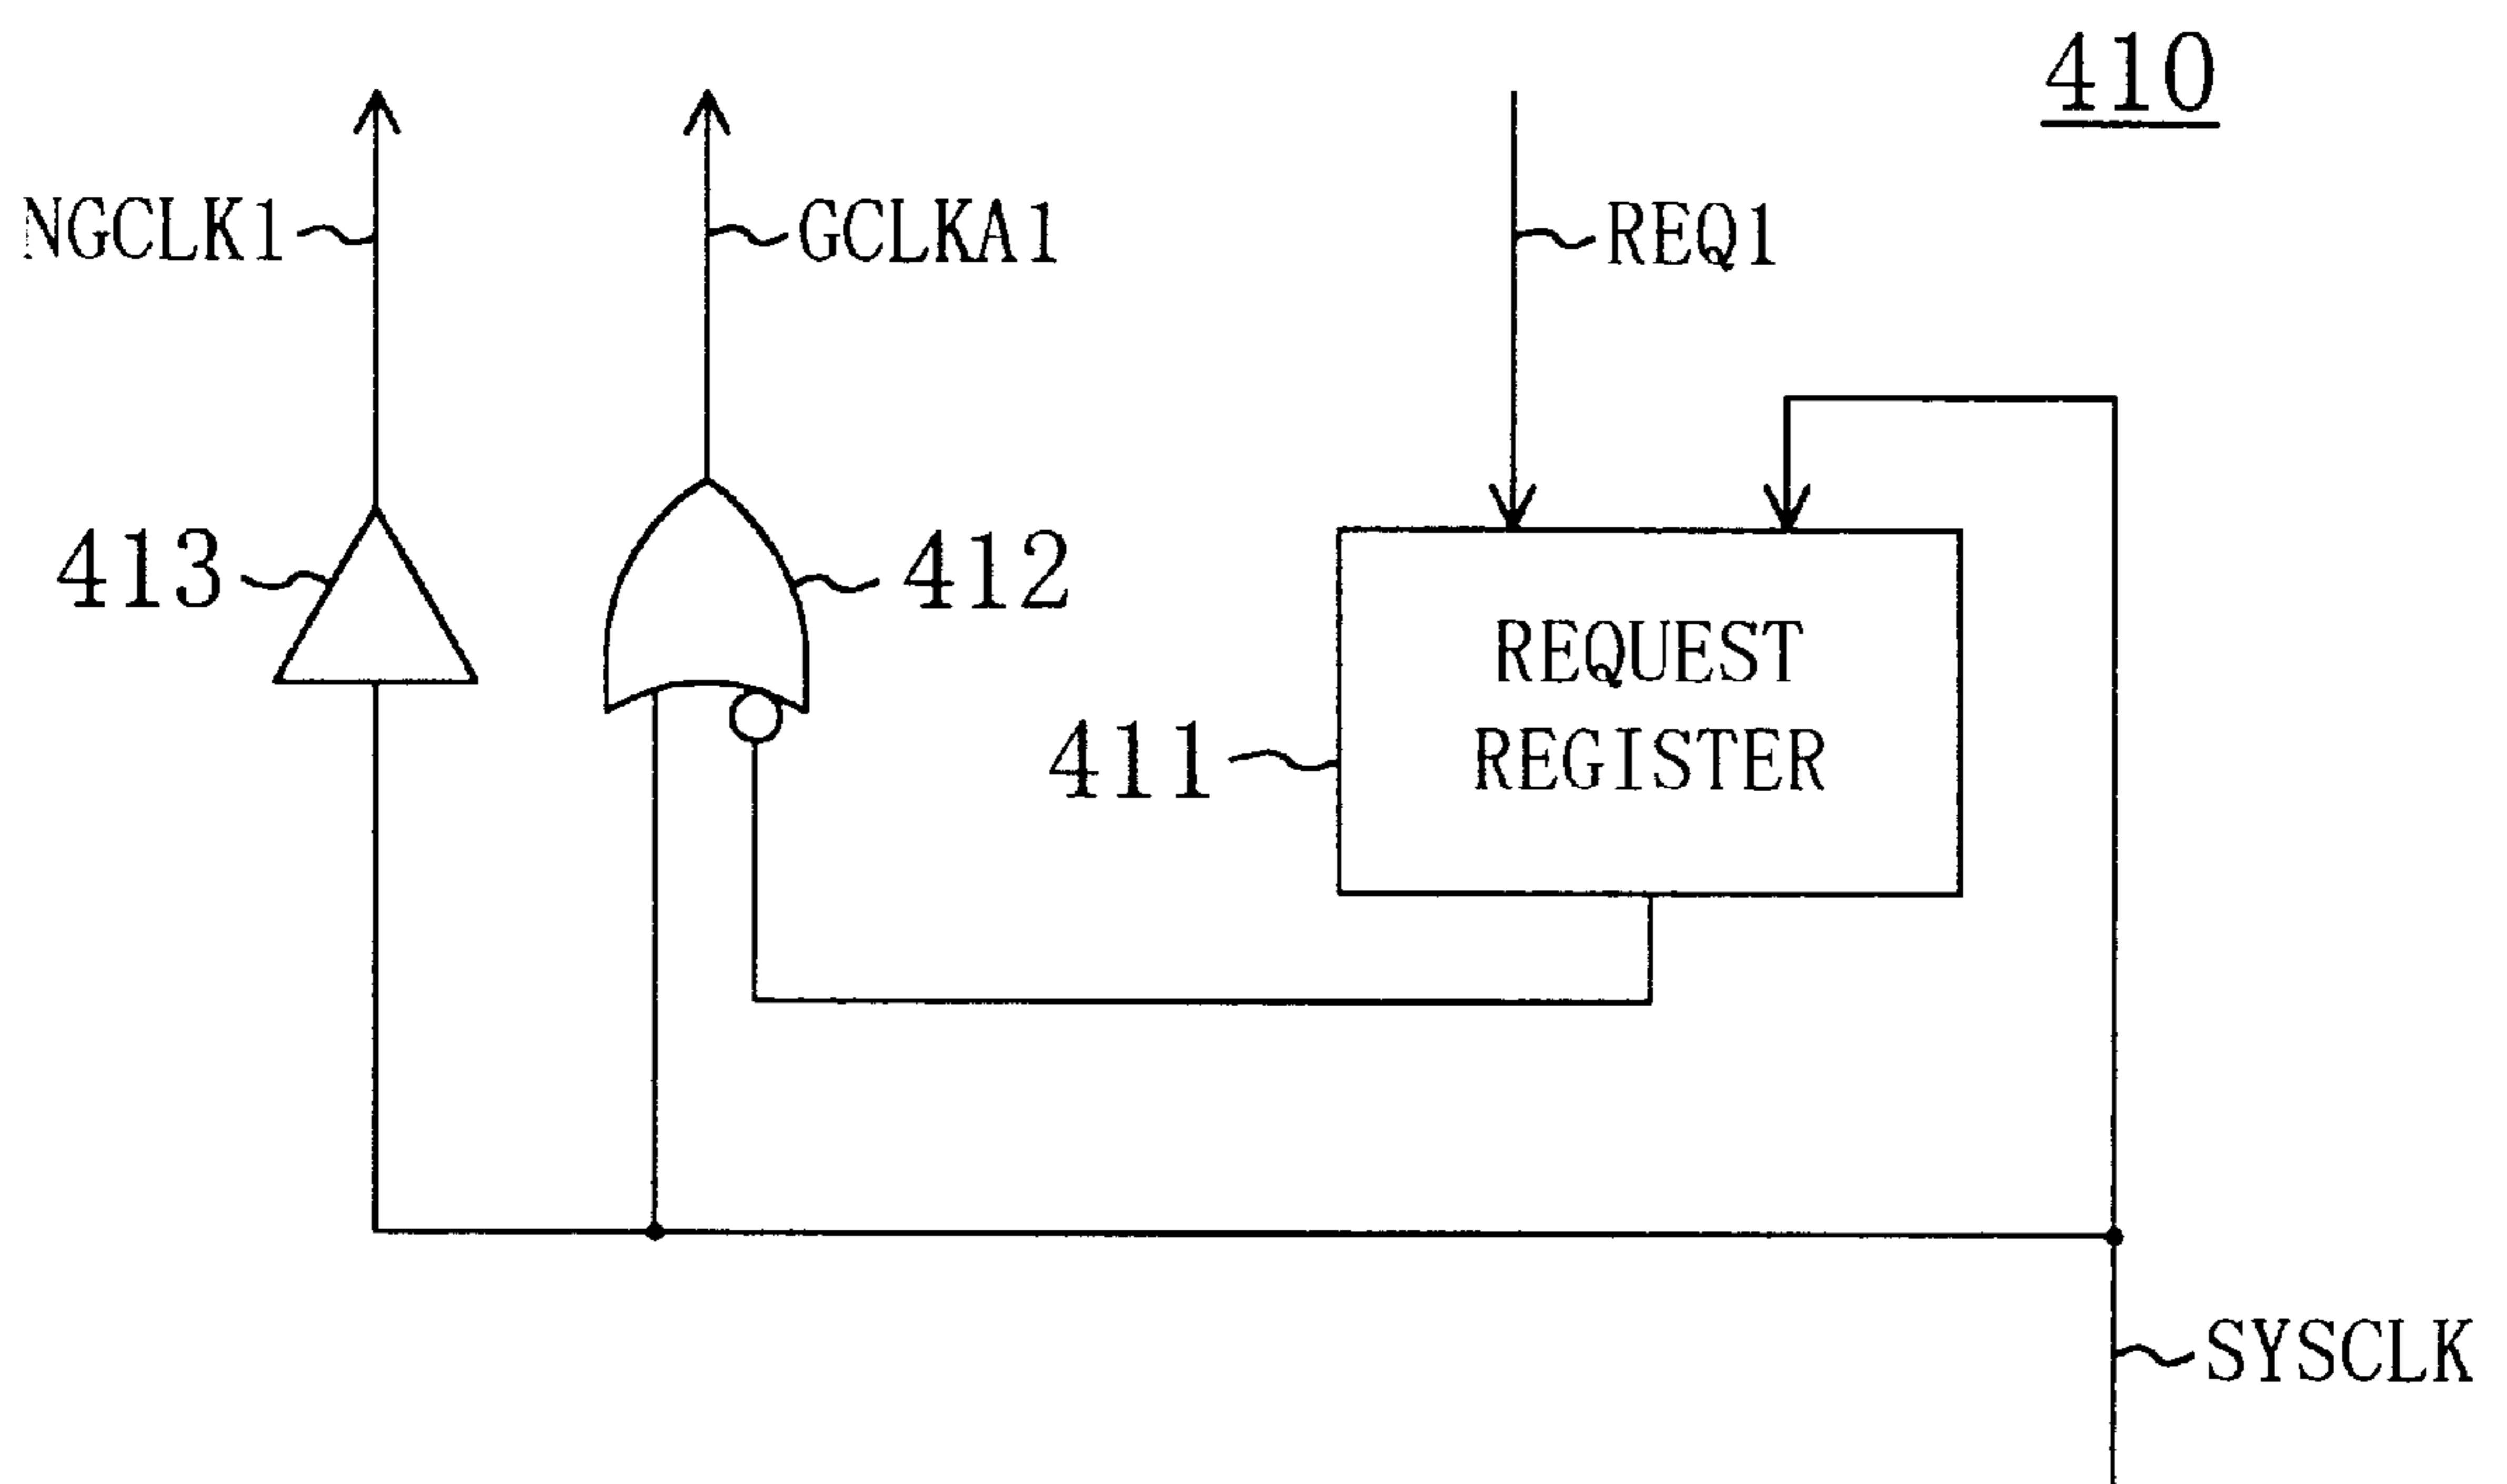 410
NGCLK1
GCLKA1
REQ1
413
412
REQUEST
REGISTER
411
SYSCLK